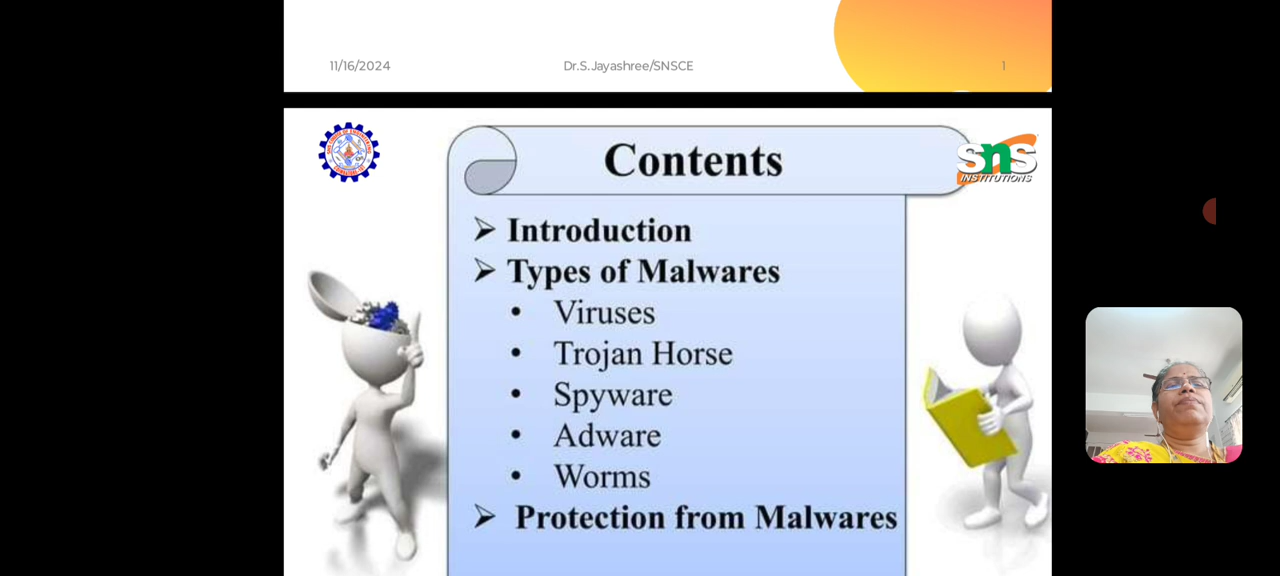 11/16/2024 Dr.S.Jayashree/SNSCE 1
Contents
SNS
INSTITUTIONS
➢ Introduction
➢ Types of Malwares
• Viruses
• Trojan Horse
• Spyware
• Adware
• Worms
➢ Protection from Malwares